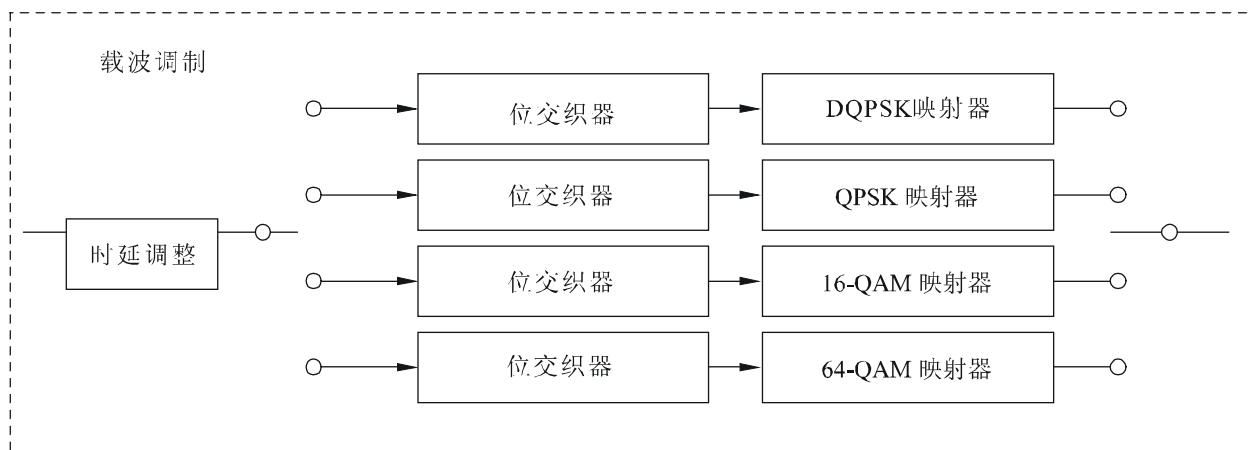 载波调制
位交织器
DQPSK映射器
位交织器
QPSK 映射器
时延调整
位交织器
16-QAM 映射器
位交织器
64-QAM 映射器